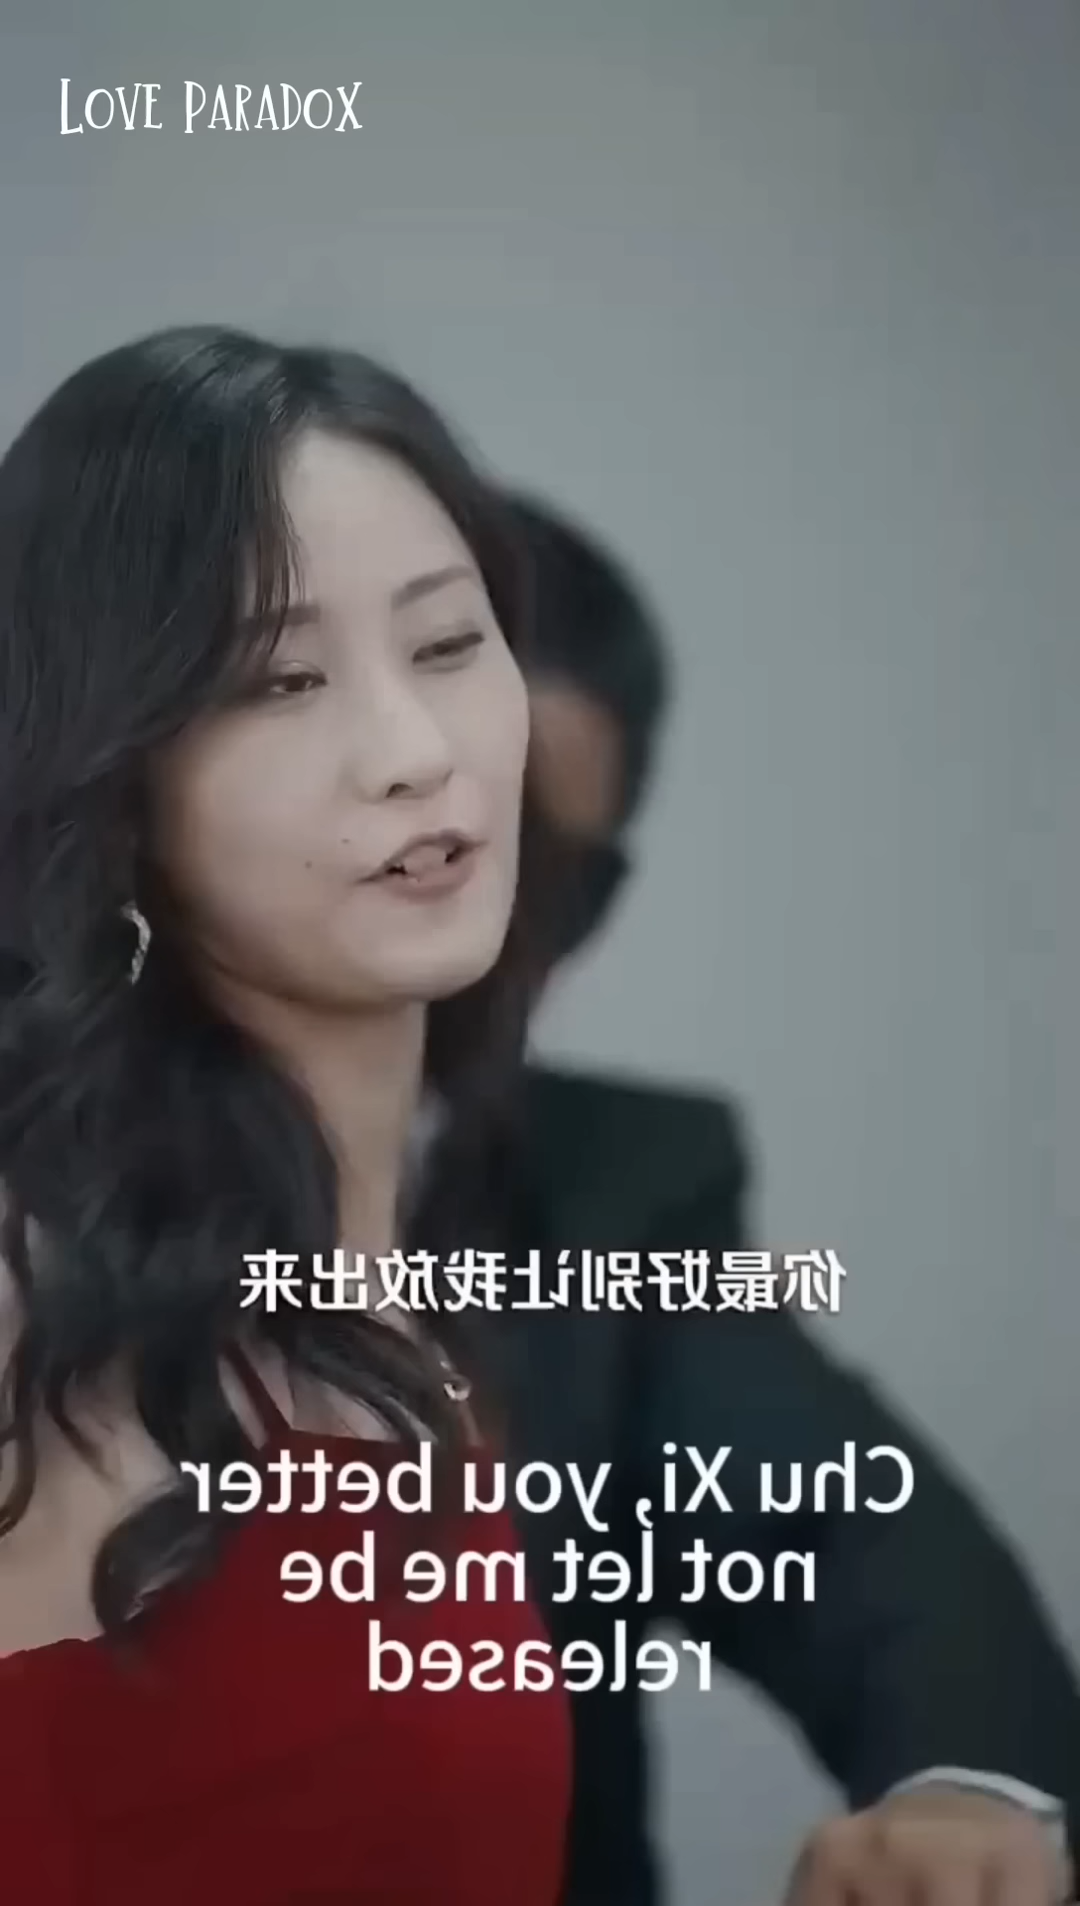 LOVE PARADOX
你最好别让我放出来
Chu Xi, you better
not let me be
released